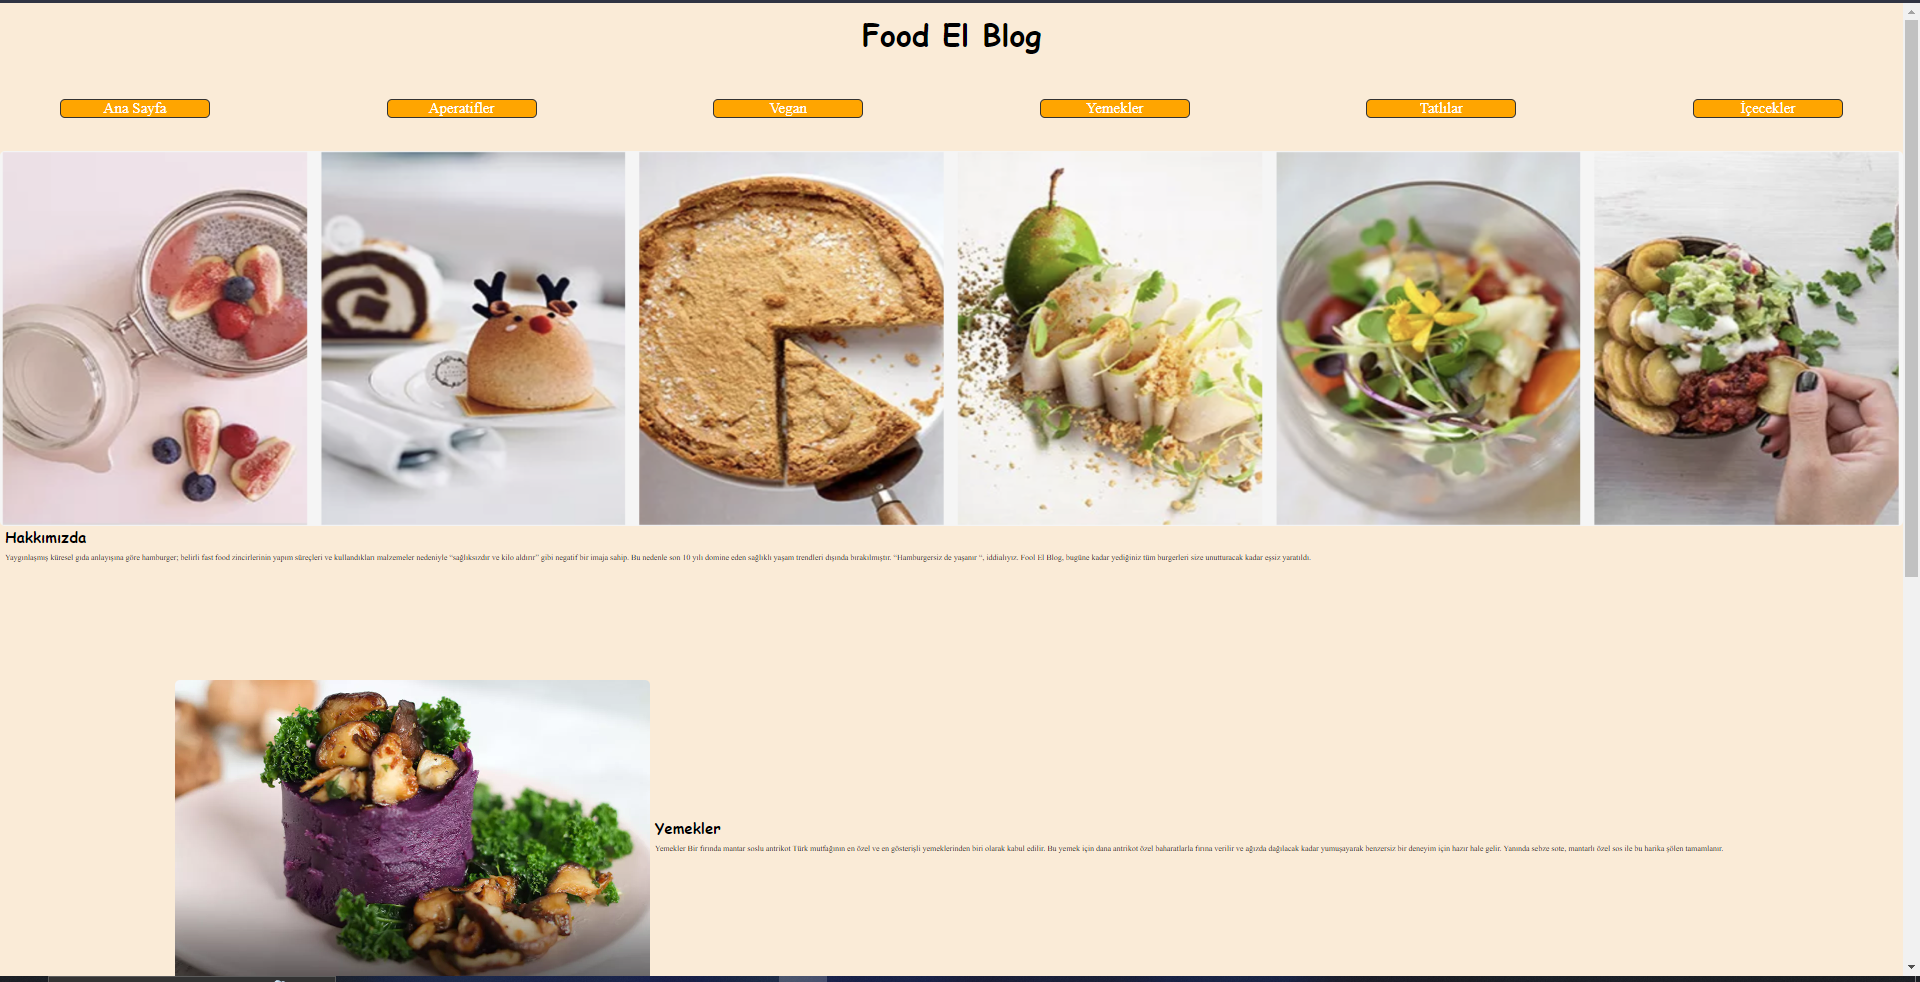 Food El Blog
Ana Sayfa
Aperatifler
Vegan
Yemekler
Tatlılar
İçecekler
Hakkımızda
Yaygınlaşmış küresel gıda anlayışına göre hamburger; belirli fast food zincirlerinin yapım süreçleri ve kullandıkları malzemeler nedeniyle “sağlıksızdır ve kilo aldırır” gibi negatif bir imaja sahip. Bu nedenle son 10 yılı domine eden sağlıklı yaşam trendleri dışında bırakılmıştır. “Hamburgersiz de yaşanır “, iddialıyız. Fool El Blog, bugüne kadar yediğiniz tüm burgerleri size unutturacak kadar eşsiz yaratıldı.
Yemekler
Yemekler Bir fırında mantar soslu antrikot Türk mutfağının en özel ve en gösterişli yemeklerinden biri olarak kabul edilir. Bu yemek için dana antrikot özel baharatlarla fırına verilir ve ağızda dağılacak kadar yumuşayarak benzersiz bir deneyim için hazır hale gelir. Yanında sebze sote, mantarlı özel sos ile bu harika şölen tamamlanır.